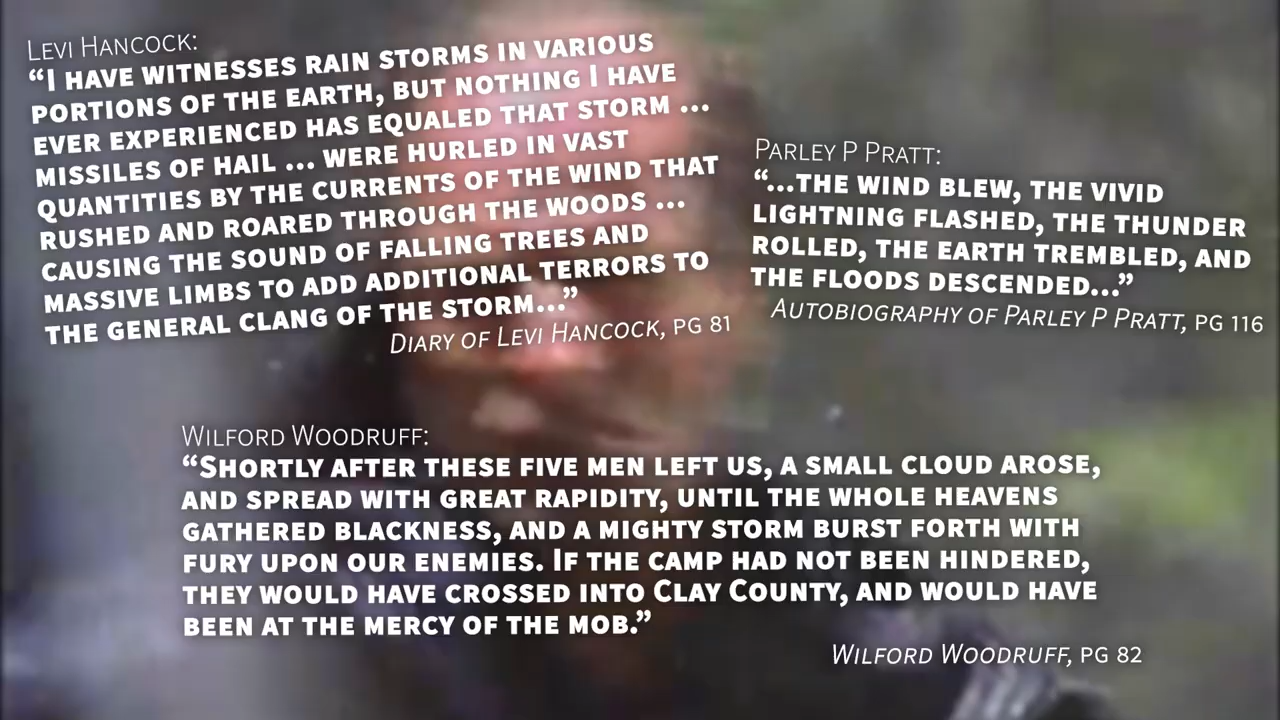 Levi Hancock:
“I have witnesses rain storms in various
portions of the earth, but nothing I have
ever experienced has equaled that storm ...
missiles of hail ... were hurled in vast
quantities by the currents of the wind that
rushed and roared through the woods ...
causing the sound of falling trees and
massive limbs to add additional terrors to
the general clang of the storm...”
Diary of Levi Hancock, pg 81
Parley P Pratt:
“...the wind blew, the vivid
lightning flashed, the thunder
rolled, the earth trembled, and
the floods descended...”
Autobiography of Parley P Pratt, pg 116
Wilford Woodruff:
“Shortly after these five men left us, a small cloud arose,
and spread with great rapidity, until the whole heavens
gathered blackness, and a mighty storm burst forth with
fury upon our enemies. If the camp had not been hindered,
they would have crossed into Clay County, and would have
been at the mercy of the mob.”
Wilford Woodruff, pg 82